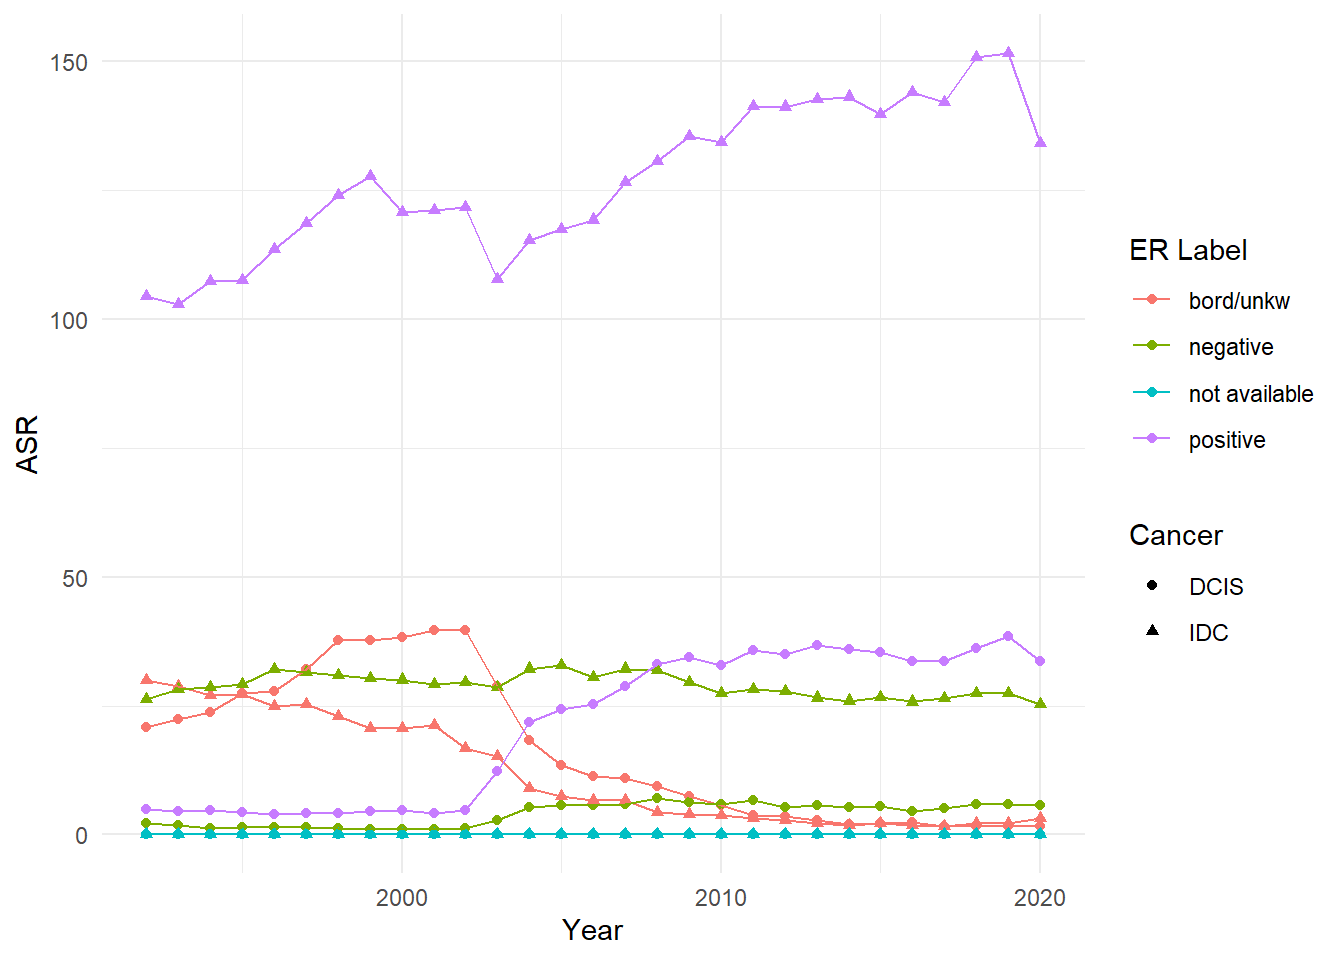 150
100
50
0
ASR
2000
2010
2020
Year
ER Label
bord/unkw
negative
not available
positive
Cancer
DCIS
IDC